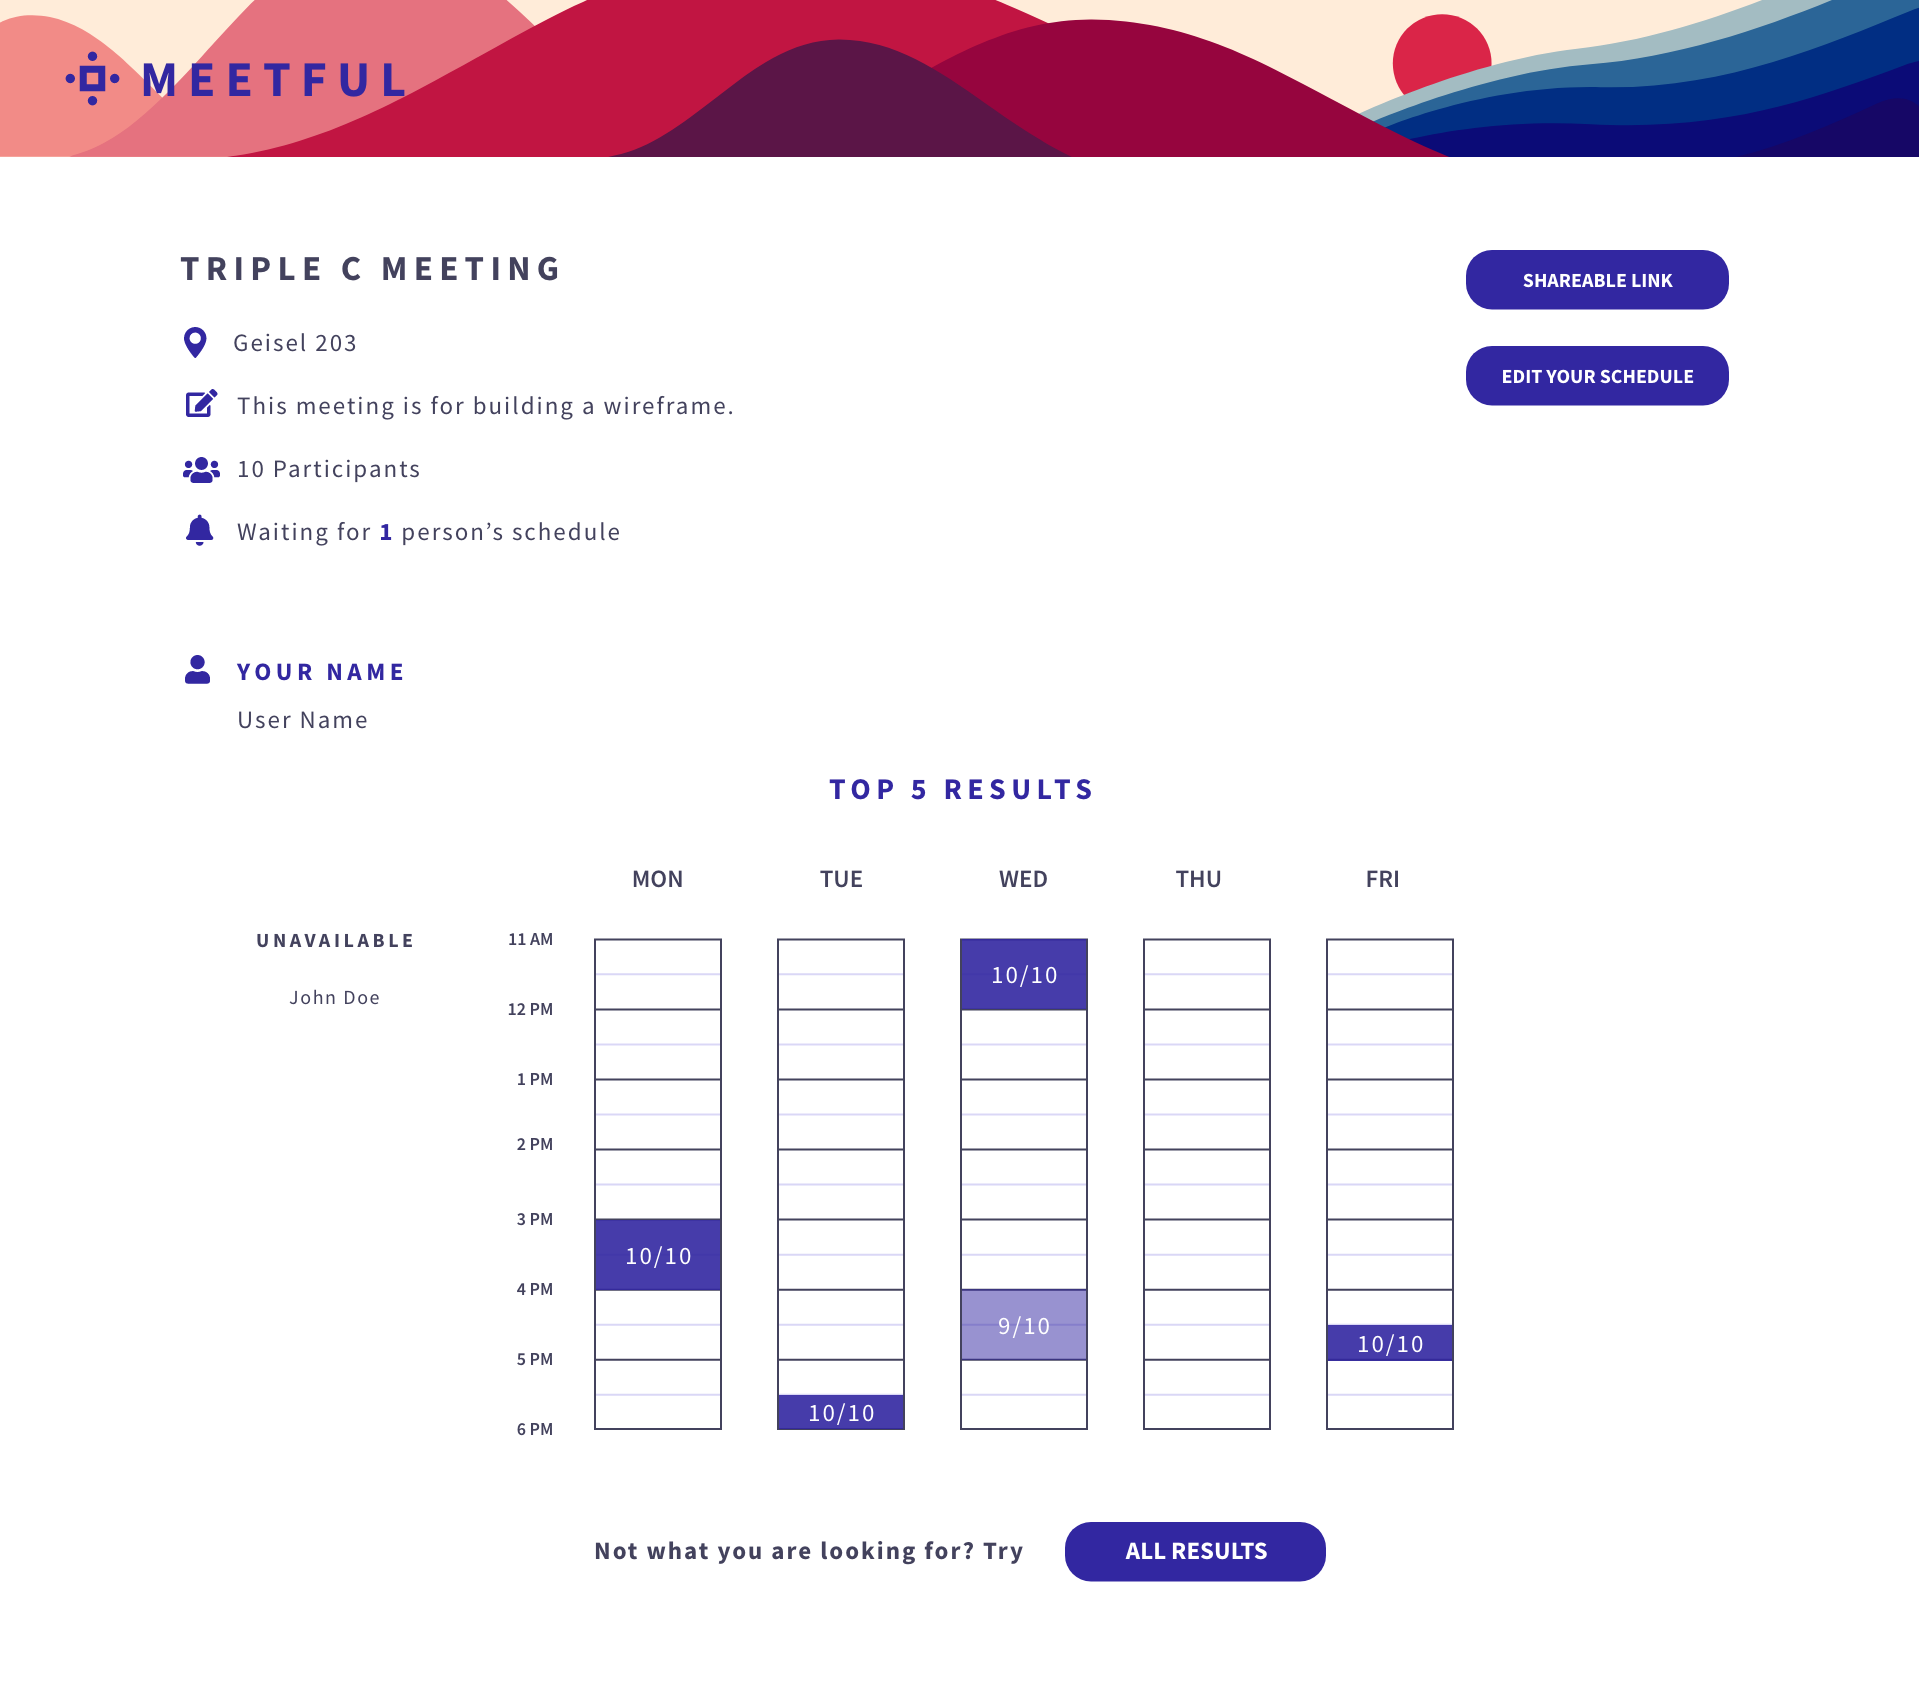 MEETFUL
TRIPLE C MEETING
SHAREABLE LINK
Geisel 203
EDIT YOUR SCHEDULE
This meeting is for building a wireframe.
10 Participants
Waiting for 1 person’s schedule
YOUR NAME
User Name
TOP 5 RESULTS
MON TUE WED THU FRI
UNAVAILABLE
John Doe
11 AM
10/10
12 PM
1 PM
2 PM
3 PM
10/10
4 PM
9/10
10/10
5 PM
10/10
6 PM
Not what you are looking for? Try
ALL RESULTS